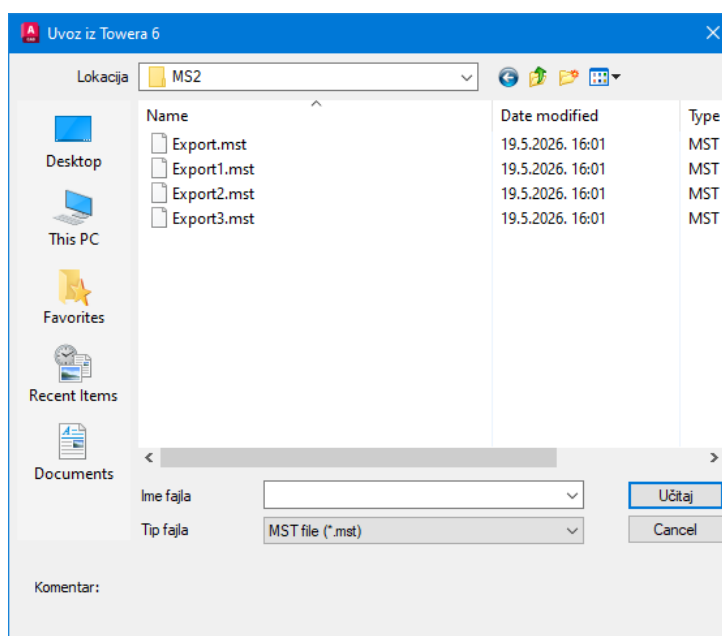 Uvoz iz Towera 6
Lokacija MS2
Name Date modified Type
Export.mst 19.5.2026. 16:01 MST
Export1.mst 19.5.2026. 16:01 MST
Export2.mst 19.5.2026. 16:01 MST
Export3.mst 19.5.2026. 16:01 MST
Desktop
This PC
Favorites
Recent Items
Documents
Ime fajla Učitaj
Tip fajla MST file (*.mst) Cancel
Komentar: